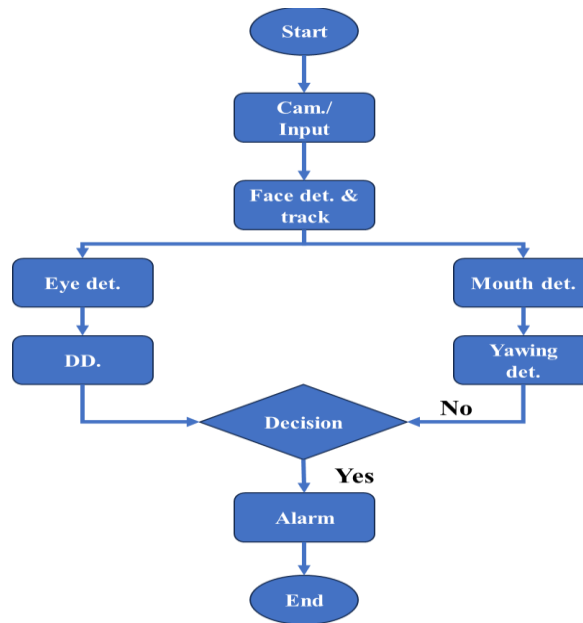 Start
Cam./
Input
Face det. &
track
Eye det.
Mouth det.
DD.
Yawing
det.
No
Decision
Yes
Alarm
End